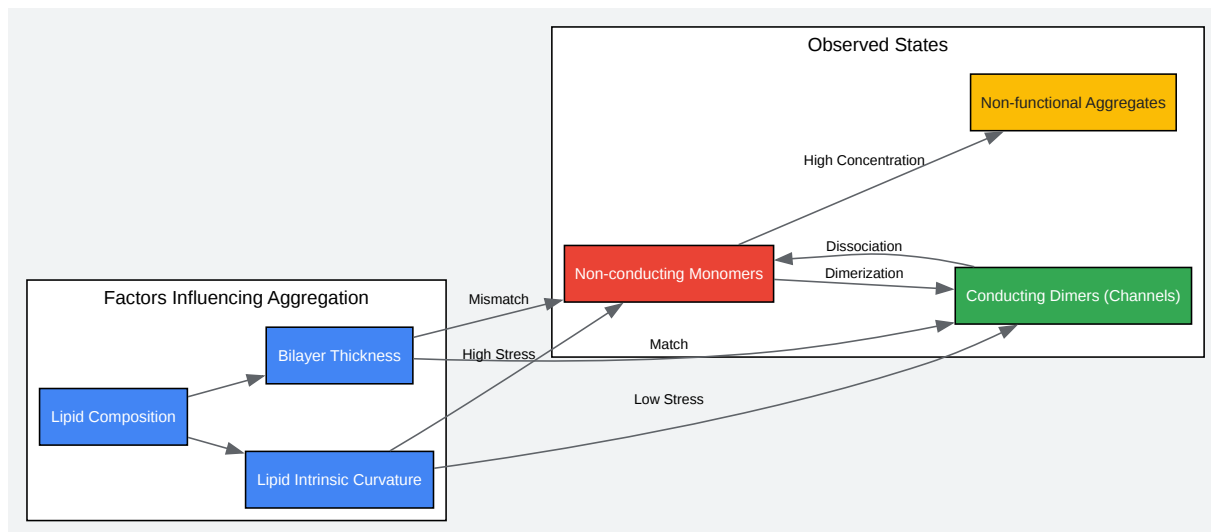 Observed States
Non-functional Aggregates
High Concentration
Dissociation
Non-conducting Monomers
Dimerization
Conducting Dimers (Channels)
Factors Influencing Aggregation
Mismatch
Bilayer Thickness
High Stress
Match
Lipid Composition
Low Stress
Lipid Intrinsic Curvature